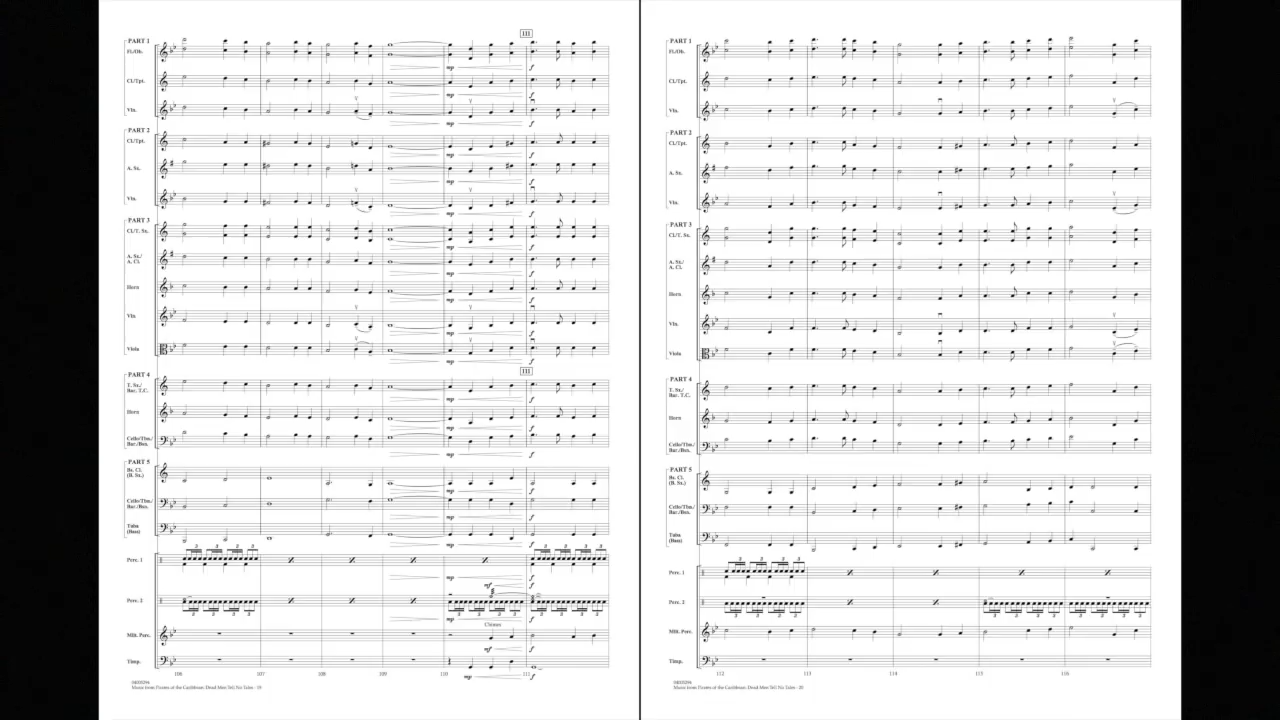 111
PART 1
Fl./Ob.
Cl./Tpt.
Vln.
PART 2
Cl./Tpt.
A. Sx.
Vln.
PART 3
Cl./T. Sx.
A. Sx./
A. Cl.
Horn
Vln.
Viola
111
PART 4
T. Sx./
Bar. T.C.
Horn
Cello/Tbn./
Bar./Bsn.
PART 5
Bs. Cl.
(B. Sx.)
Cello/Tbn./
Bar./Bsn.
Tuba
(Bass)
Perc. 1
Perc. 2
Chimes
Mlt. Perc.
Timp.
106 107 108 109 110 111
Music from Pirates of the Caribbean: Dead Men Tell No Tales - 19
PART 1
Fl./Ob.
Cl./Tpt.
Vln.
PART 2
Cl./Tpt.
A. Sx.
Vln.
PART 3
Cl./T. Sx.
A. Sx./
A. Cl.
Horn
Vln.
Viola
PART 4
T. Sx./
Bar. T.C.
Horn
Cello/Tbn./
Bar./Bsn.
PART 5
Bs. Cl.
(B. Sx.)
Cello/Tbn./
Bar./Bsn.
Tuba
(Bass)
Perc. 1
Perc. 2
Mlt. Perc.
Timp.
112 113 114 115 116
Music from Pirates of the Caribbean: Dead Men Tell No Tales - 20